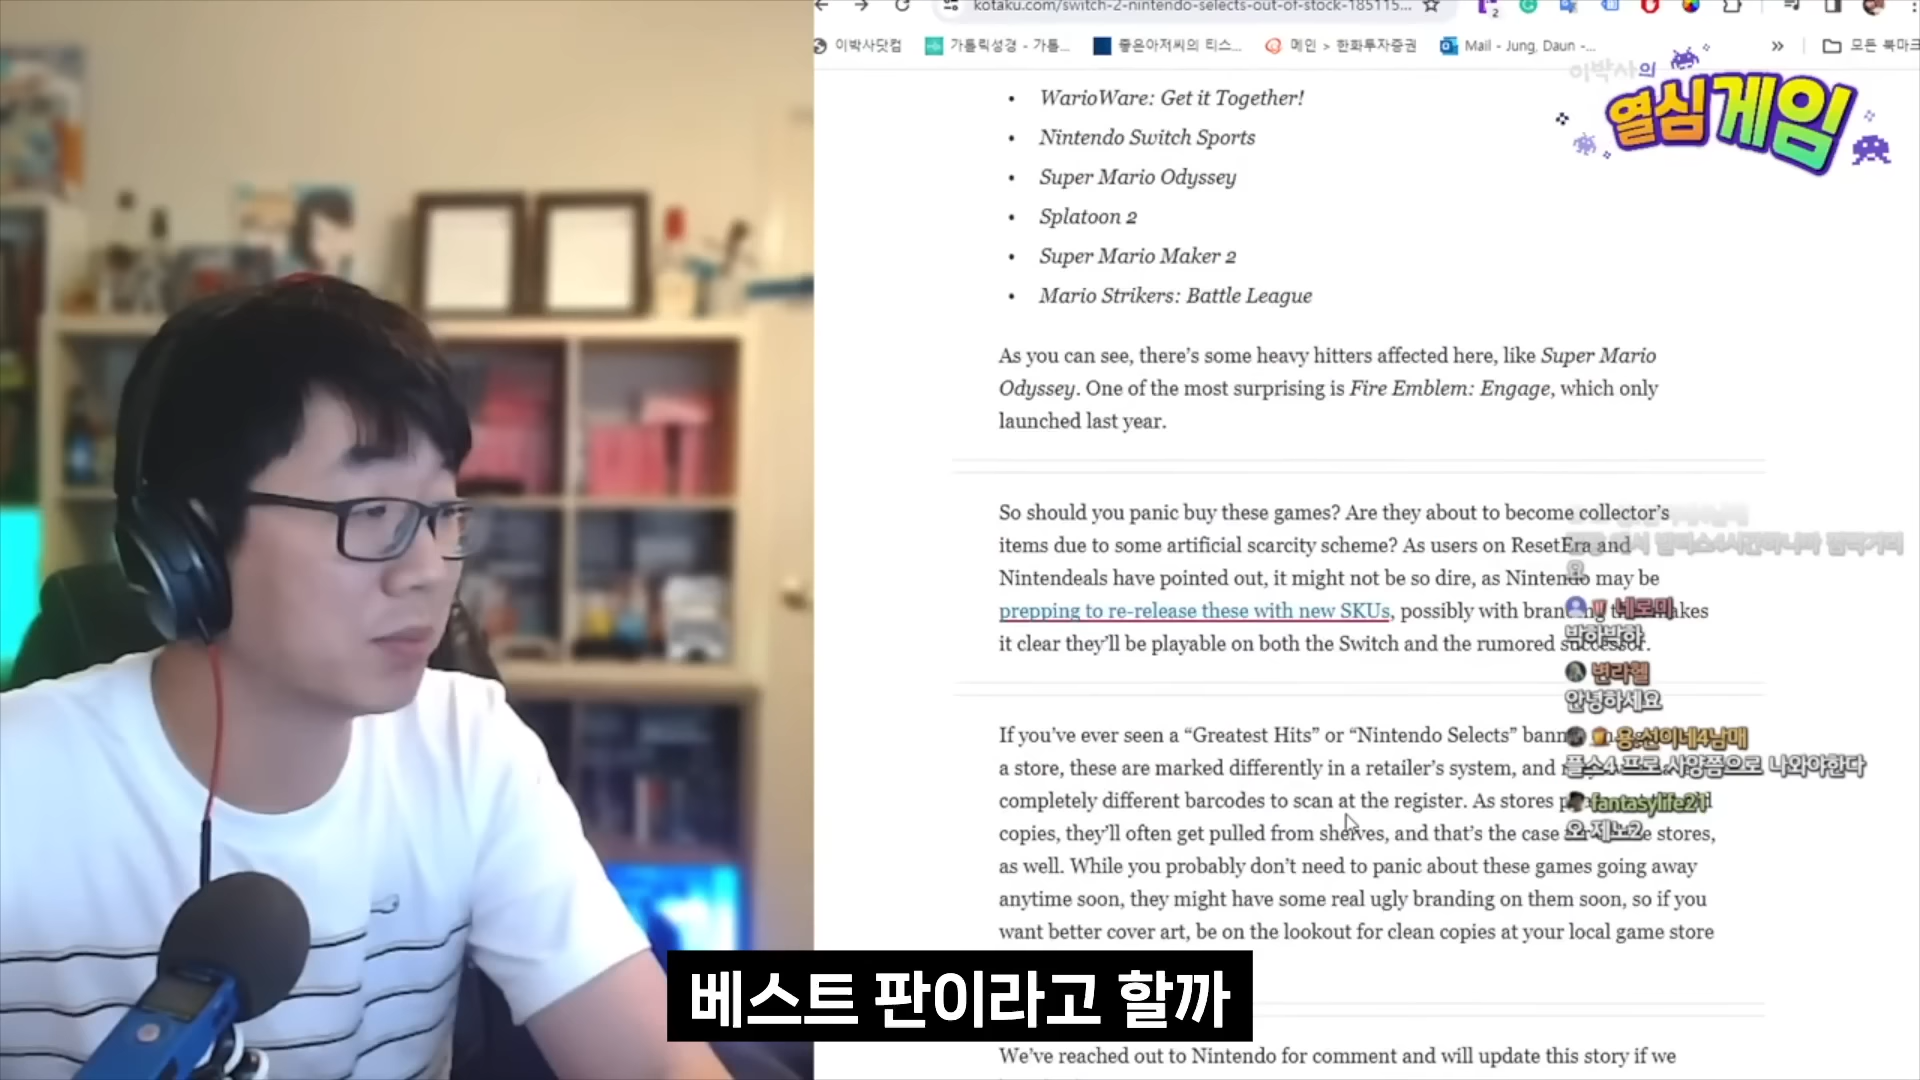 kotaku.com/switch-2-nintendo-selects-out-of-stock-185115...
이박사닷컴
가톨릭성경 - 가톨...
좋은아저씨의 티스...
메인 > 한화투자증권
Mail - Jung, Daun -...
»
모든 북마크
이박사의
열심게임
• WarioWare: Get it Together!
• Nintendo Switch Sports
• Super Mario Odyssey
• Splatoon 2
• Super Mario Maker 2
• Mario Strikers: Battle League
As you can see, there’s some heavy hitters affected here, like Super Mario
Odyssey. One of the most surprising is Fire Emblem: Engage, which only
launched last year.
So should you panic buy these games? Are they about to become collector’s
items due to some artificial scarcity scheme? As users on ResetEra and
Nintendeals have pointed out, it might not be so dire, as Nintendo may be
prepping to re-release these with new SKUs, possibly with
it clear they’ll be playable on both the Switch and the rumored successor.
If you’ve ever seen a “Greatest Hits” or “Nintendo Selects”
a store, these are marked differently in a retailer’s system, and
completely different barcodes to scan at the register. As stores
copies, they’ll often get pulled from shelves, and that’s the case stores,
as well. While you probably don’t need to panic about these games going away
anytime soon, they might have some real ugly branding on them soon, so if you
want better cover art, be on the lookout for clean copies at your local game store
We’ve reached out to Nintendo for comment and will update this story if we
네로미
박하박하
변라헬
안녕하세요
용:선이네4남매
플스4 프로 사양쯤으로 나와야한다
fantasylife21
오 제노2
베스트 판이라고 할까